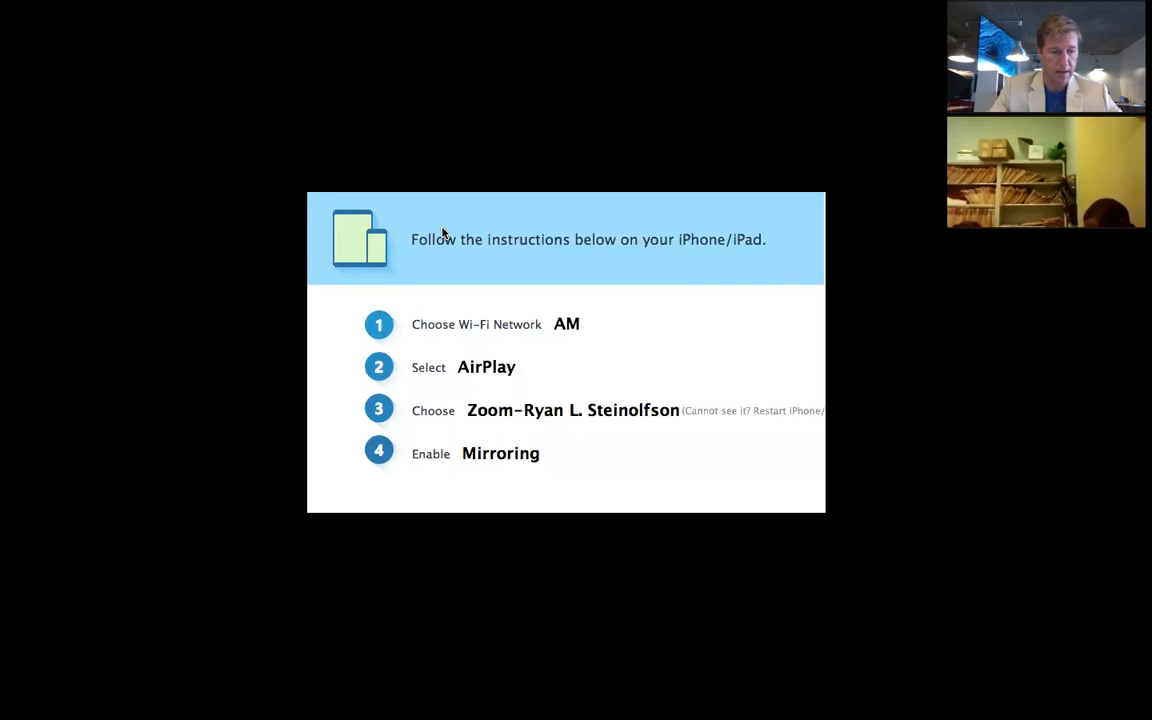 Follow the instructions below on your iPhone/iPad.
1 Choose Wi-Fi Network AM
2 Select AirPlay
3 Choose Zoom-Ryan L. Steinolfson (Cannot see it? Restart iPhone/
4 Enable Mirroring